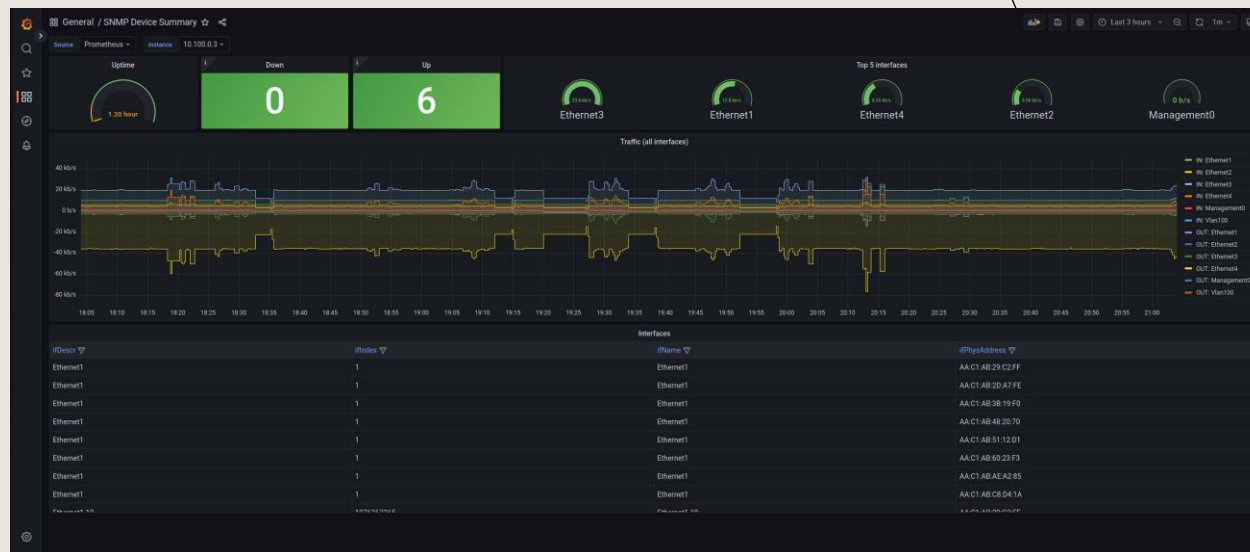 General / SNMP Device Summary
Last 3 hours
1m
Source Prometheus instance 10.100.0.3
Uptime
Down
Up
Top 5 interfaces
1.20 hour
0
6
0 b/s
Ethernet3 Ethernet1 Ethernet4 Ethernet2 Management0
Traffic (all interfaces)
40 kb/s
20 kb/s
0 b/s
-20 kb/s
-40 kb/s
-60 kb/s
-80 kb/s
18:05 18:10 18:15 18:20 18:25 18:30 18:35 18:40 18:45 18:50 18:55 19:00 19:05 19:10 19:15 19:20 19:25 19:30 19:35 19:40 19:45 19:50 19:55 20:00 20:05 20:10 20:15 20:20 20:25 20:30 20:35 20:40 20:45 20:50 20:55 21:00
IN: Ethernet1
IN: Ethernet2
IN: Ethernet3
IN: Ethernet4
IN: Management0
IN: Vlan100
OUT: Ethernet1
OUT: Ethernet2
OUT: Ethernet3
OUT: Ethernet4
OUT: Management0
OUT: Vlan100
Interfaces
ifDescr ifIndex ifName ifPhysAddress
Ethernet1 1 Ethernet1 AA:C1:AB:29:C2:FF
Ethernet1 1 Ethernet1 AA:C1:AB:2D:A7:FE
Ethernet1 1 Ethernet1 AA:C1:AB:3B:19:F0
Ethernet1 1 Ethernet1 AA:C1:AB:48:20:70
Ethernet1 1 Ethernet1 AA:C1:AB:51:12:D1
Ethernet1 1 Ethernet1 AA:C1:AB:60:23:F3
Ethernet1 1 Ethernet1 AA:C1:AB:AE:A2:85
Ethernet1 1 Ethernet1 AA:C1:AB:C8:D4:1A